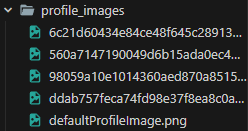 profile_images
6c21d60434e84ce48f645c28913...
560a7147190049d6b15ada0ec4...
98059a10e1014360aed870a8515...
ddab757feca74fd98e37f8ea8c0a...
defaultProfileImage.png